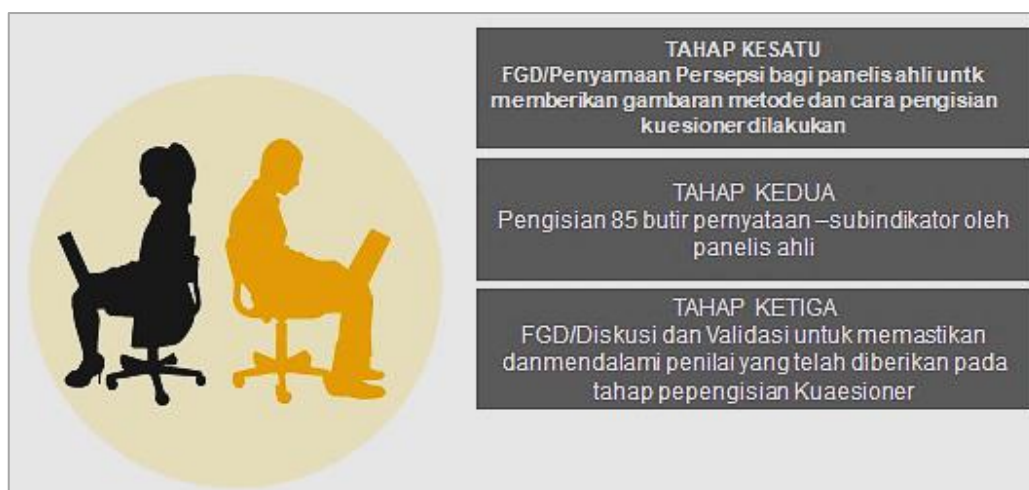 TAHAP KESATU
FGD/Penyamaan Persepsi bagi panelis ahli untk
memberikan gambaran metode dan cara pengisian
kuesioner dilakukan
TAHAP KEDUA
Pengisian 85 butir pernyataan –subindikator oleh
panelis ahli
TAHAP KETIGA
FGD/Diskusi dan Validasi untuk memastikan
danmendalami penilai yang telah diberikan pada
tahap pepengisian Kuaesioner